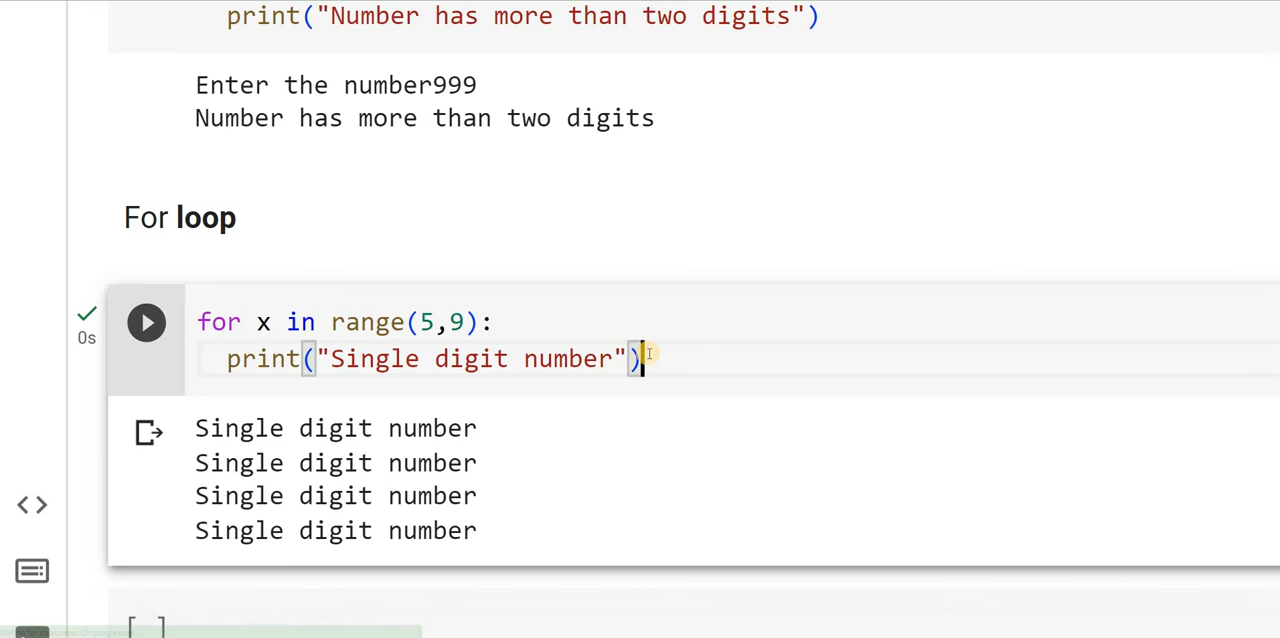 print("Number has more than two digits")
Enter the number999
Number has more than two digits
For loop
for x in range(5,9):
0s
print("Single digit number")
Single digit number
Single digit number
Single digit number
Single digit number
[ ]